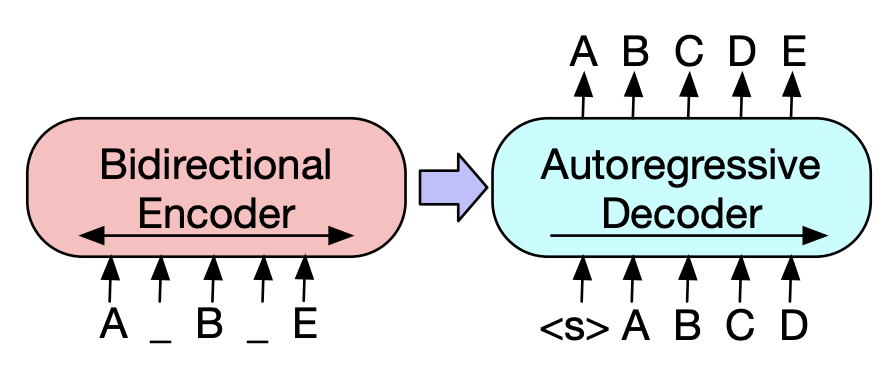 A B C D E
Bidirectional
Encoder
Autoregressive
Decoder
A _ B _ E
<s> A B C D